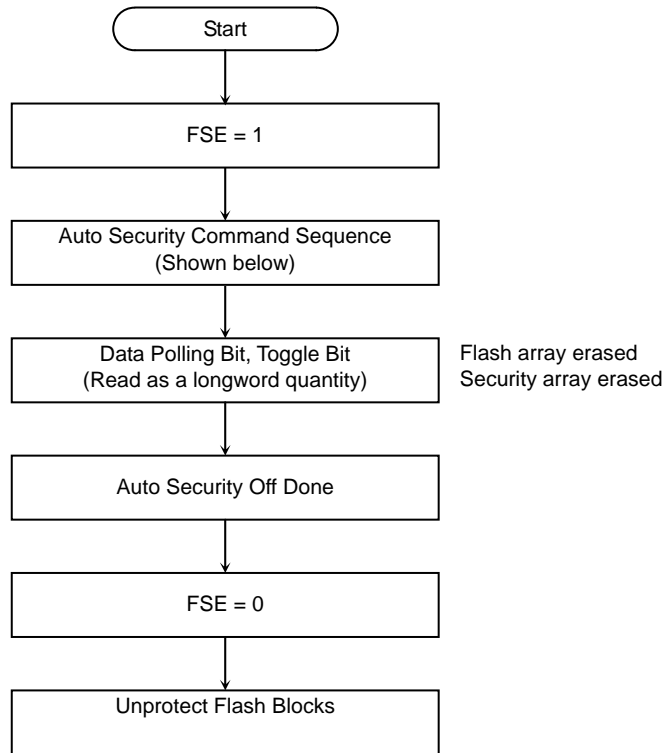 Start
FSE = 1
Auto Security Command Sequence
(Shown below)
Data Polling Bit, Toggle Bit
(Read as a longword quantity)
Flash array erased
Security array erased
Auto Security Off Done
FSE = 0
Unprotect Flash Blocks